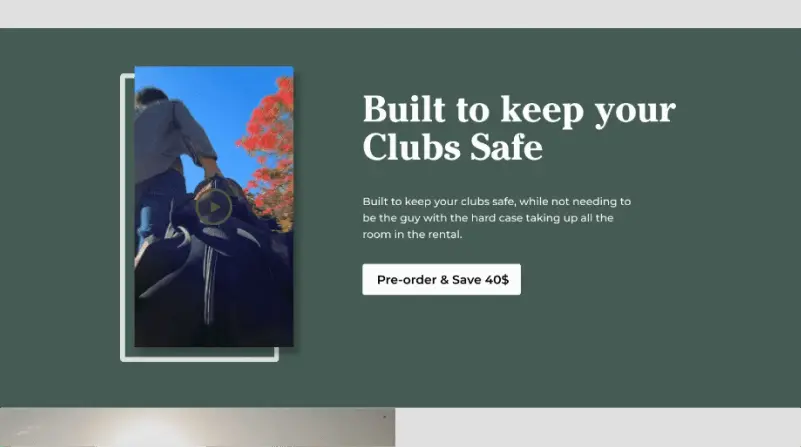 Built to keep your
Clubs Safe
Built to keep your clubs safe, while not needing to
be the guy with the hard case taking up all the
room in the rental.
Pre-order & Save 40$